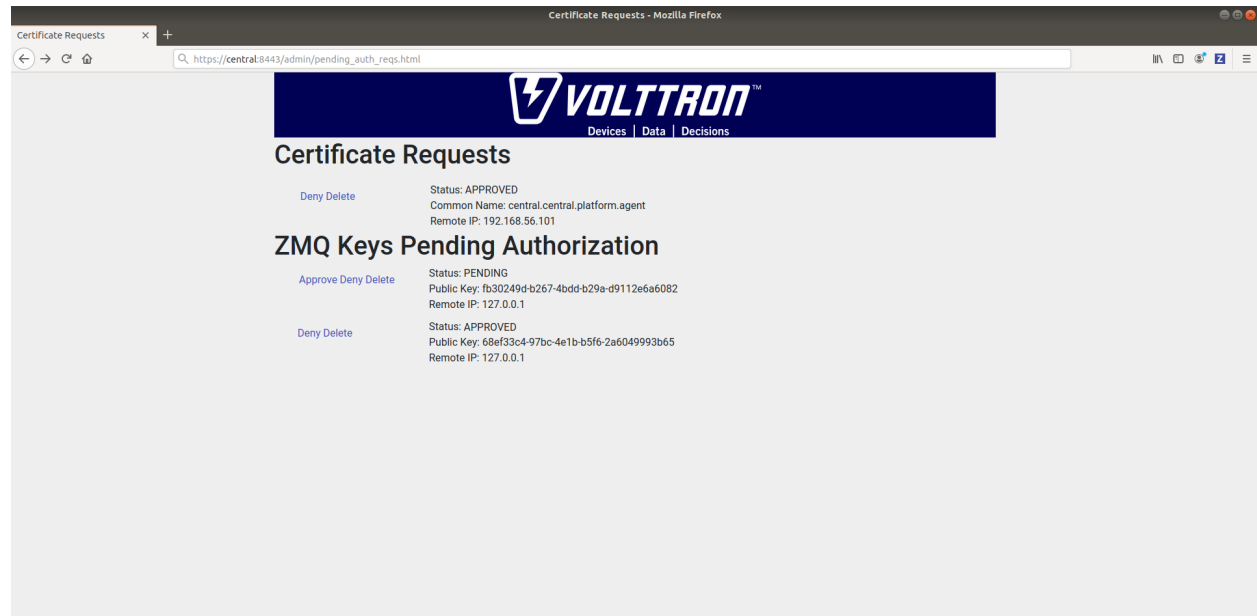 Certificate Requests - Mozilla Firefox
Certificate Requests × +
https://central:8443/admin/pending_auth_reqs.html
Z
VOLTTRON™
Devices | Data | Decisions
Certificate Requests
Deny Delete
Status: APPROVED
Common Name: central.central.platform.agent
Remote IP: 192.168.56.101
ZMQ Keys Pending Authorization
Approve Deny Delete
Status: PENDING
Public Key: fb30249d-b267-4bdd-b29a-d9112e6a6082
Remote IP: 127.0.0.1
Deny Delete
Status: APPROVED
Public Key: 68ef33c4-97bc-4e1b-b5f6-2a6049993b65
Remote IP: 127.0.0.1